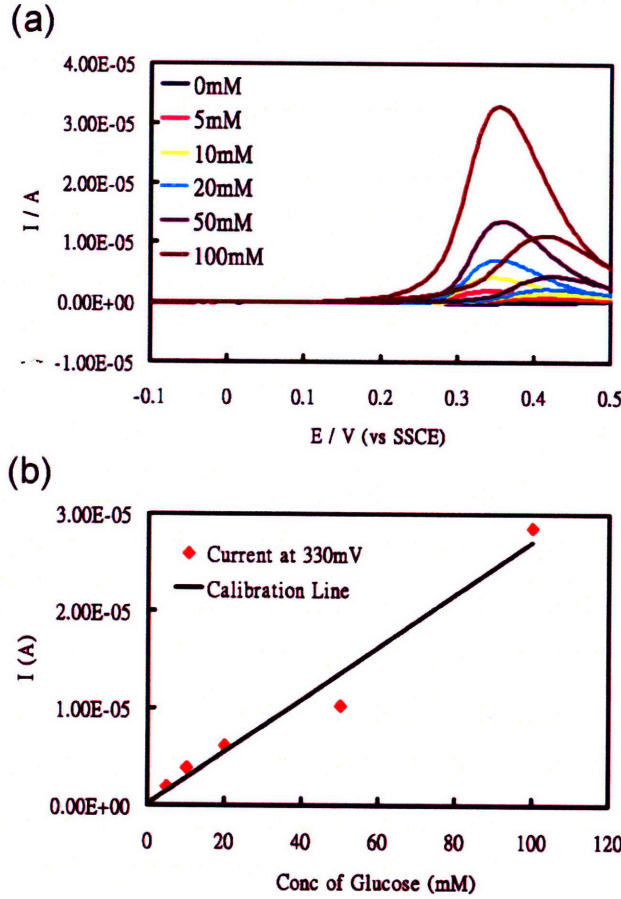 (a)
4.00E-05
3.00E-05
2.00E-05
1.00E-05
0.00E+00
-1.00E-05
I / A
0mM
5mM
10mM
20mM
50mM
100mM
-0.1 0 0.1 0.2 0.3 0.4 0.5
E / V (vs SSCE)
(b)
3.00E-05
2.00E-05
1.00E-05
0.00E+00
I (A)
Current at 330mV
Calibration Line
0 20 40 60 80 100 120
Conc of Glucose (mM)